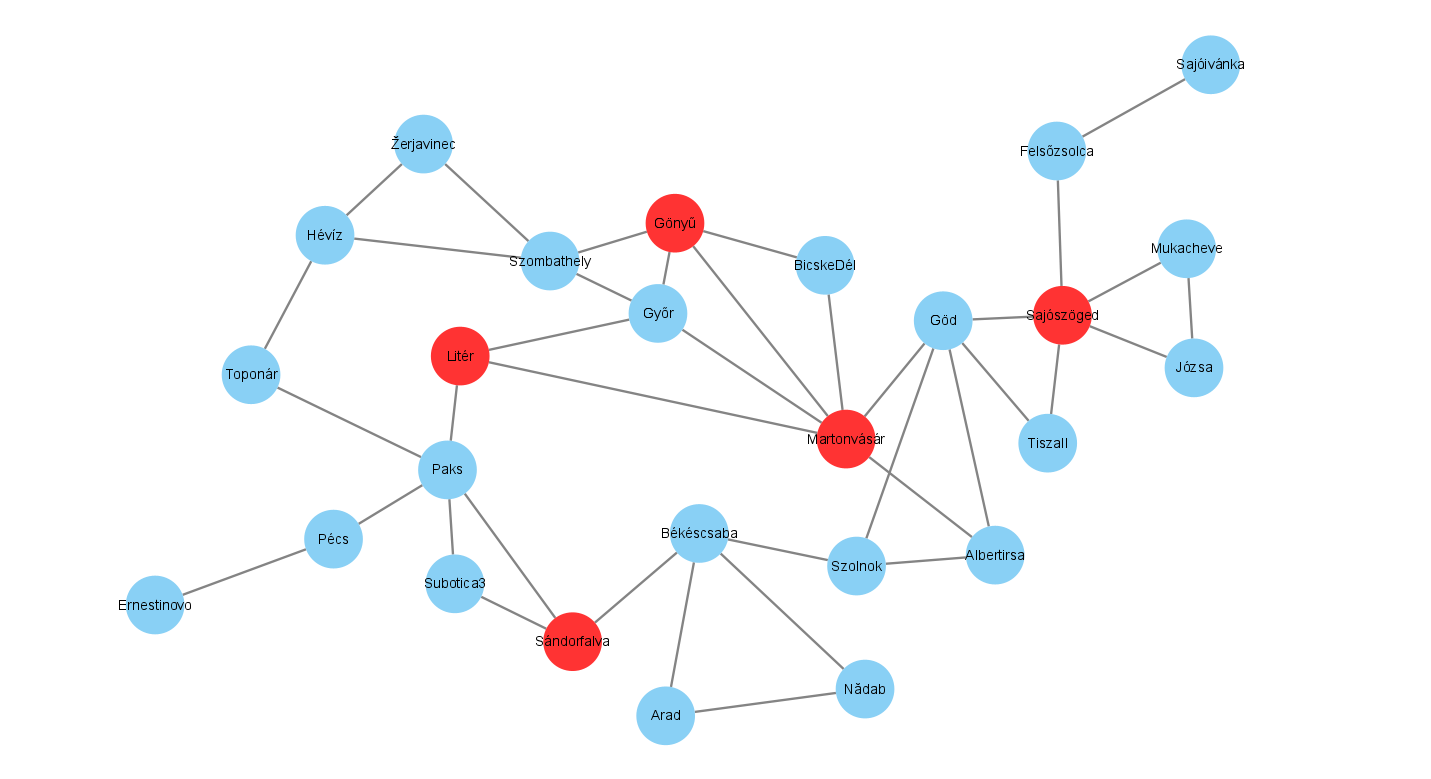 Sajóivánka
Žerjavinec
Felsőzsolca
Gönyű
Hévíz
Mukacheve
Szombathely
BicskeDél
Győr
Göd
Sajószöged
Litér
Józsa
Toponár
Martonvásár
TiszaII
Paks
Békéscsaba
Pécs
Albertirsa
Szolnok
Subotica3
Ernestinovo
Sándorfalva
Nădab
Arad